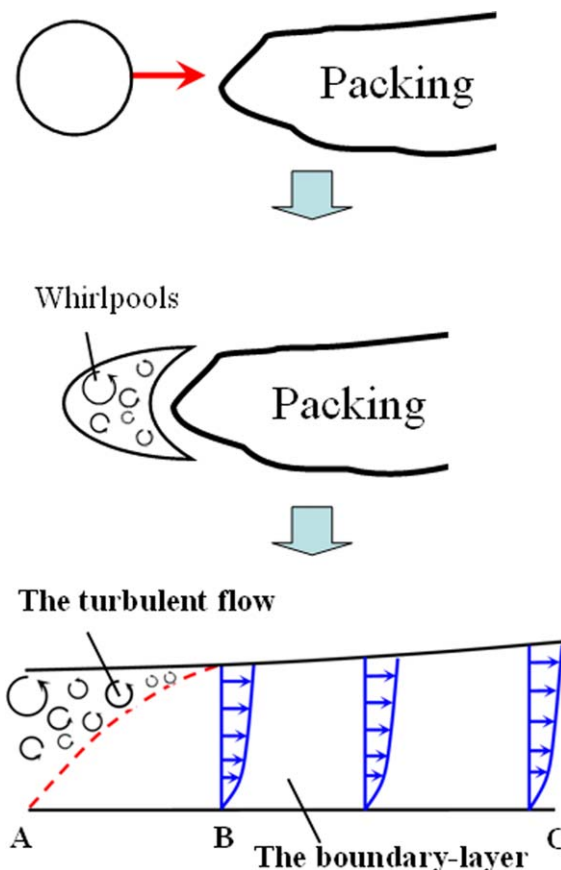 Packing
Whirlpools
Packing
The turbulent flow
A
B
C
The boundary-layer